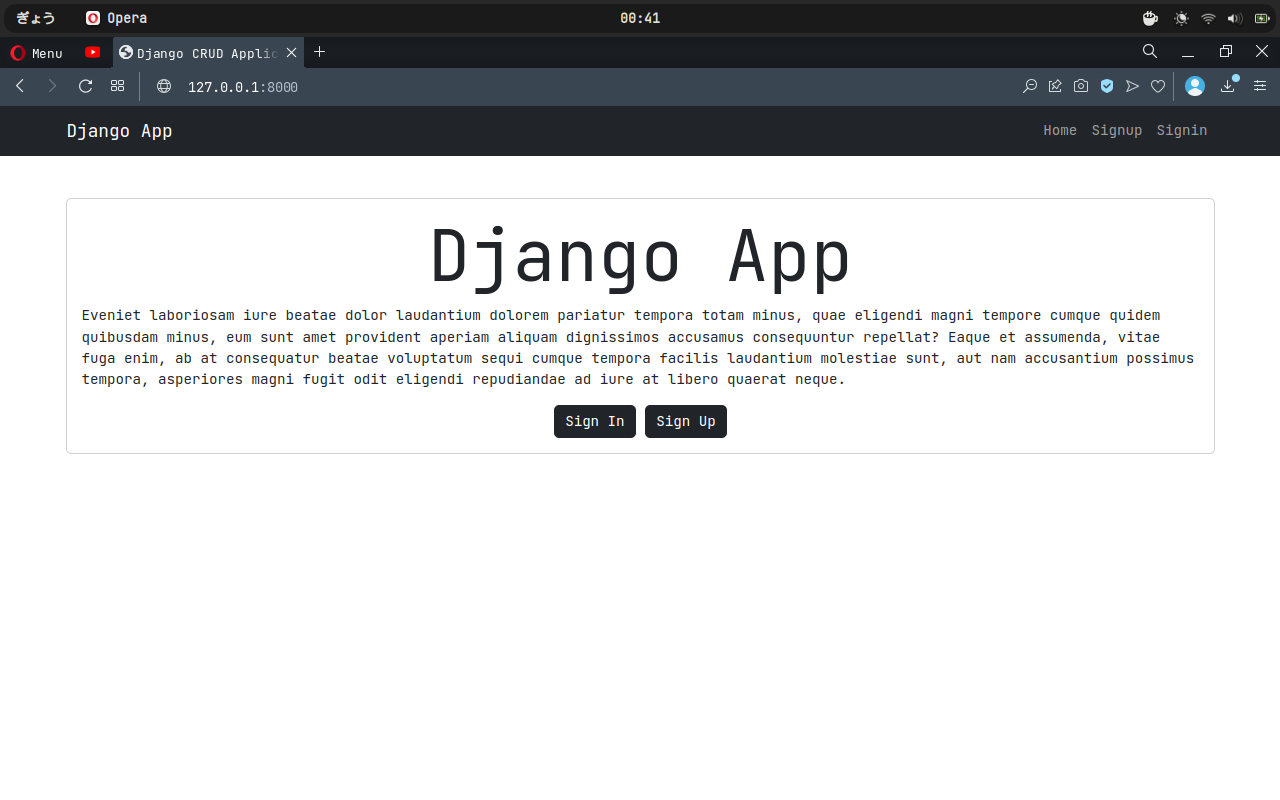 ぎょう Opera 00:41
Menu Django CRUD Applic
127.0.0.1:8000
Django App Home Signup Signin
Django App
Eveniet laboriosam iure beatae dolor laudantium dolorem pariatur tempora totam minus, quae eligendi magni tempore cumque quidem
quibusdam minus, eum sunt amet provident aperiam aliquam dignissimos accusamus consequuntur repellat? Eaque et assumenda, vitae
fuga enim, ab at consequatur beatae voluptatum sequi cumque tempora facilis laudantium molestiae sunt, aut nam accusantium possimus
tempora, asperiores magni fugit odit eligendi repudiandae ad iure at libero quaerat neque.
Sign In Sign Up